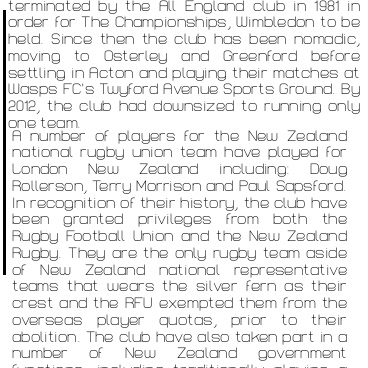 terminated by the All England club in 1981 in
order for The Championships, Wimbledon to be
held. Since then the club has been nomadic,
moving to Osterley and Greenford before
settling in Acton and playing their matches at
Wasps FC's Twyford Avenue Sports Ground. By
2012, the club had downsized to running only
one team.
A number of players for the New Zealand
national rugby union team have played for
London New Zealand including: Doug
Rollerson, Terry Morrison and Paul Sapsford.
In recognition of their history, the club have
been granted privileges from both the
Rugby Football Union and the New Zealand
Rugby. They are the only rugby team aside
of New Zealand national representative
teams that wears the silver fern as their
crest and the RFU exempted them from the
overseas player quotas, prior to their
abolition. The club have also taken part in a
number of New Zealand government
functions, including traditionally playing a